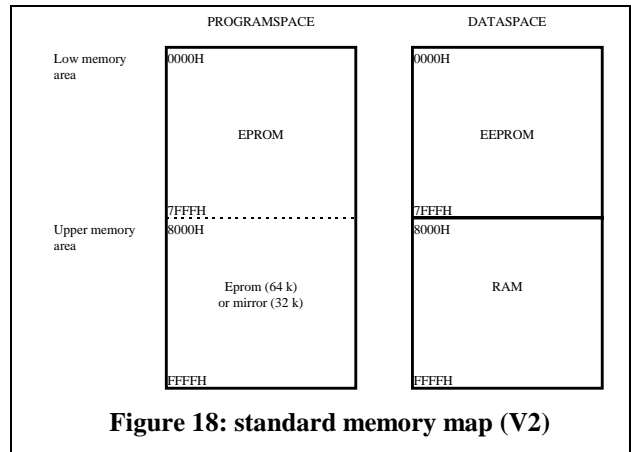 PROGRAMSPACE DATASPACE
Low memory
area
0000H 0000H
EPROM EEPROM
7FFFH 7FFFH
Upper memory
area
8000H 8000H
Eprom (64 k)
or mirror (32 k)
RAM
FFFFH FFFFH
Figure 18: standard memory map (V2)